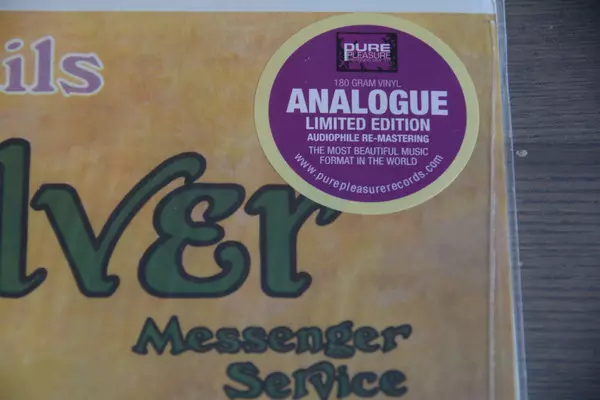 ils
PURE
PLEASURE
180 GRAM VINYL
ANALOGUE
LIMITED EDITION
AUDIOPHILE RE-MASTERING
THE MOST BEAUTIFUL MUSIC
FORMAT IN THE WORLD
www.purepleasurerecords.com
lver
Messenger
Service